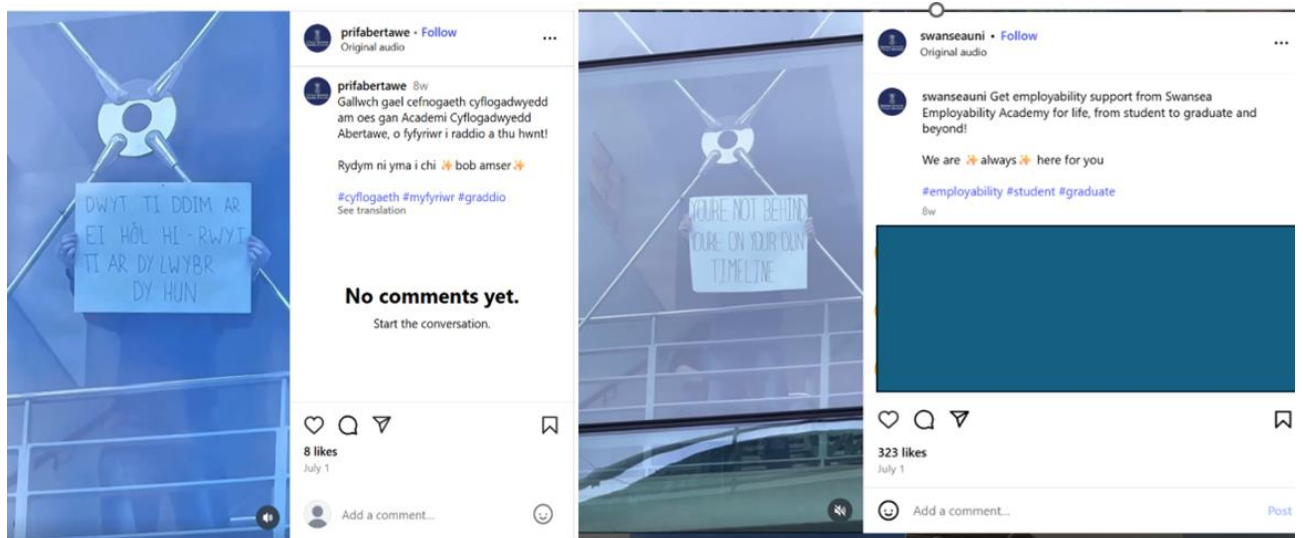 DWYT TI DDIM AR
EI HÔL HI - RWYT
TI AR DY LWYBR
DY HUN
prifabertawe • Follow
Original audio
prifabertawe 8w
Gallwch gael cefnogaeth cyflogadwyedd
am oes gan Academi Cyflogadwyedd
Abertawe, o fyfyriwr i raddio a thu hwnt!
Rydym ni yma i chi ✨ bob amser ✨
#cyflogaeth #myfyriwr #graddio
See translation
No comments yet.
Start the conversation.
8 likes
July 1
Add a comment...
YOURE NOT BEHIND
YOURE ON YOUR OWN
TIMELINE
swanseauni • Follow
Original audio
swanseauni Get employability support from Swansea
Employability Academy for life, from student to graduate and
beyond!
We are ✨ always ✨ here for you
#employability #student #graduate
8w
323 likes
July 1
Add a comment...
Post